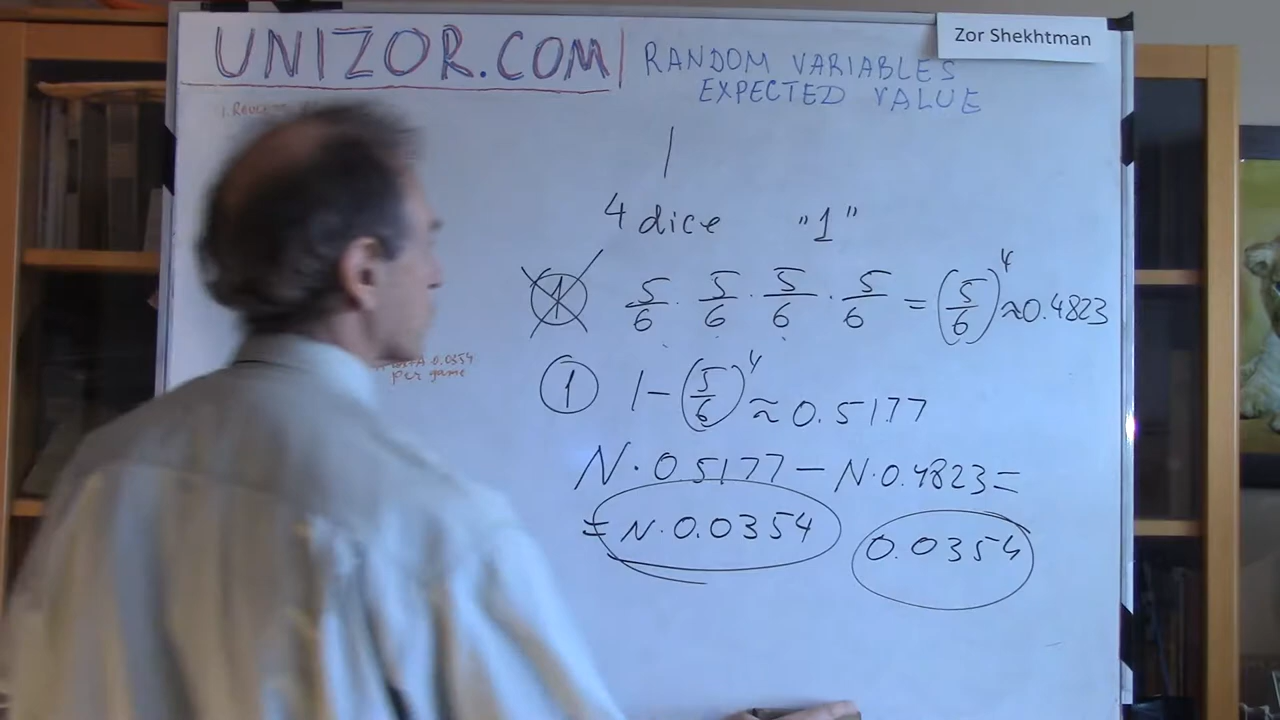 UNIZOR.COM
RANDOM VARIABLES
EXPECTED VALUE
Zor Shekhtman
4 dice "1"
1 5/6 · 5/6 · 5/6 · 5/6 = (5/6)^4 ≈ 0.4823
1 1 - (5/6)^4 ≈ 0.5177
N·0.5177 - N·0.4823 =
= N·0.0354 0.0354
0.0354
per game